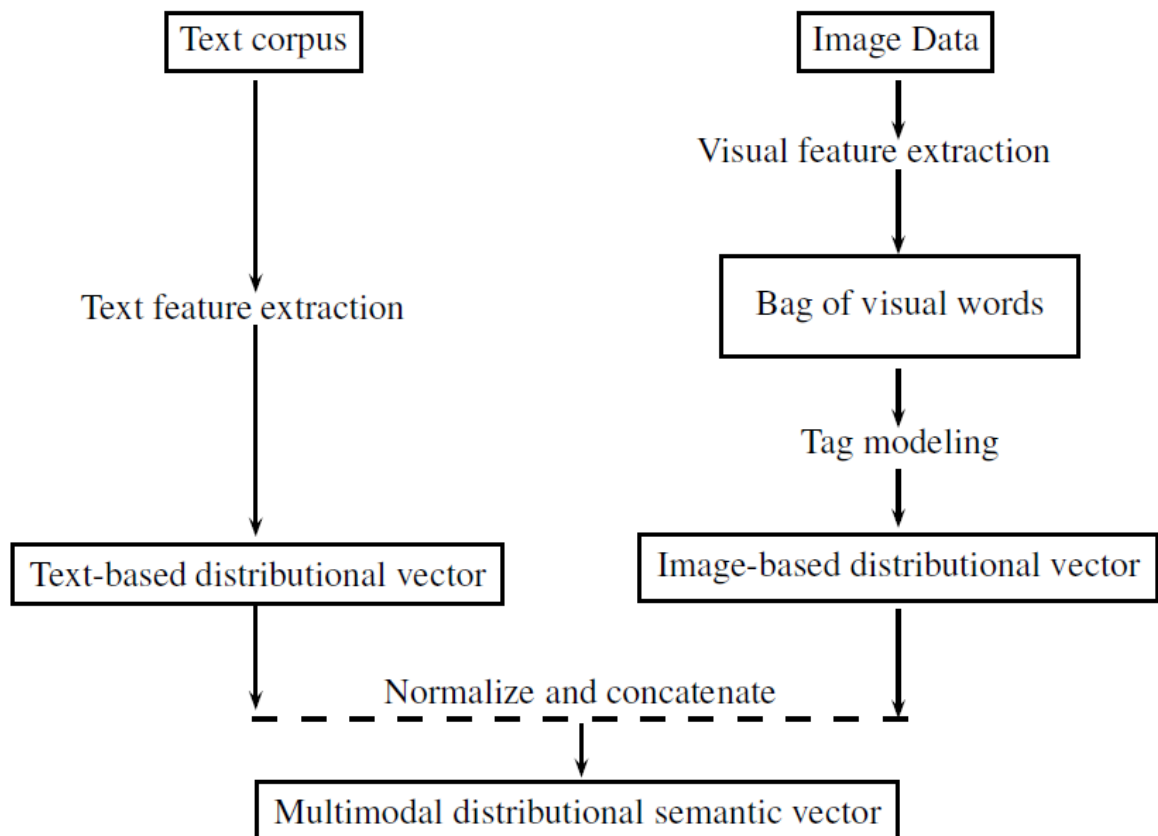 Text corpus
Image Data
Visual feature extraction
Text feature extraction
Bag of visual words
Tag modeling
Text-based distributional vector
Image-based distributional vector
Normalize and concatenate
Multimodal distributional semantic vector